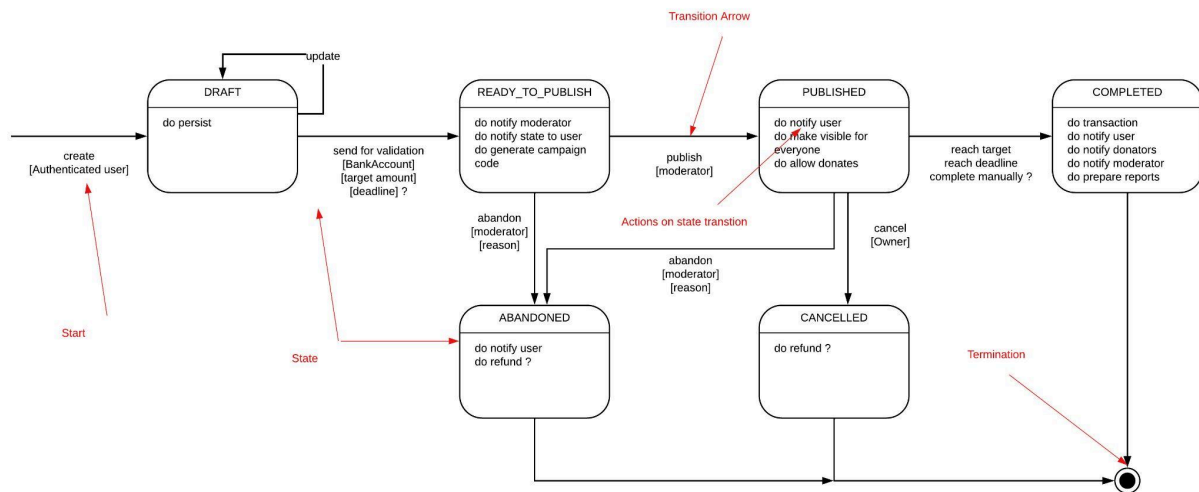 Transition Arrow
update
DRAFT
do persist
create
[Authenticated user]
send for validation
[BankAccount]
[target amount]
[deadline] ?
READY_TO_PUBLISH
do notify moderator
do notify state to user
do generate campaign
code
publish
[moderator]
PUBLISHED
do notify user
do make visible for
everyone
do allow donates
reach target
reach deadline
complete manually ?
COMPLETED
do transaction
do notify user
do notify donators
do notify moderator
do prepare reports
abandon
[moderator]
[reason]
Actions on state transtion
abandon
[moderator]
[reason]
cancel
[Owner]
Start
State
ABANDONED
do notify user
do refund ?
CANCELLED
do refund ?
Termination